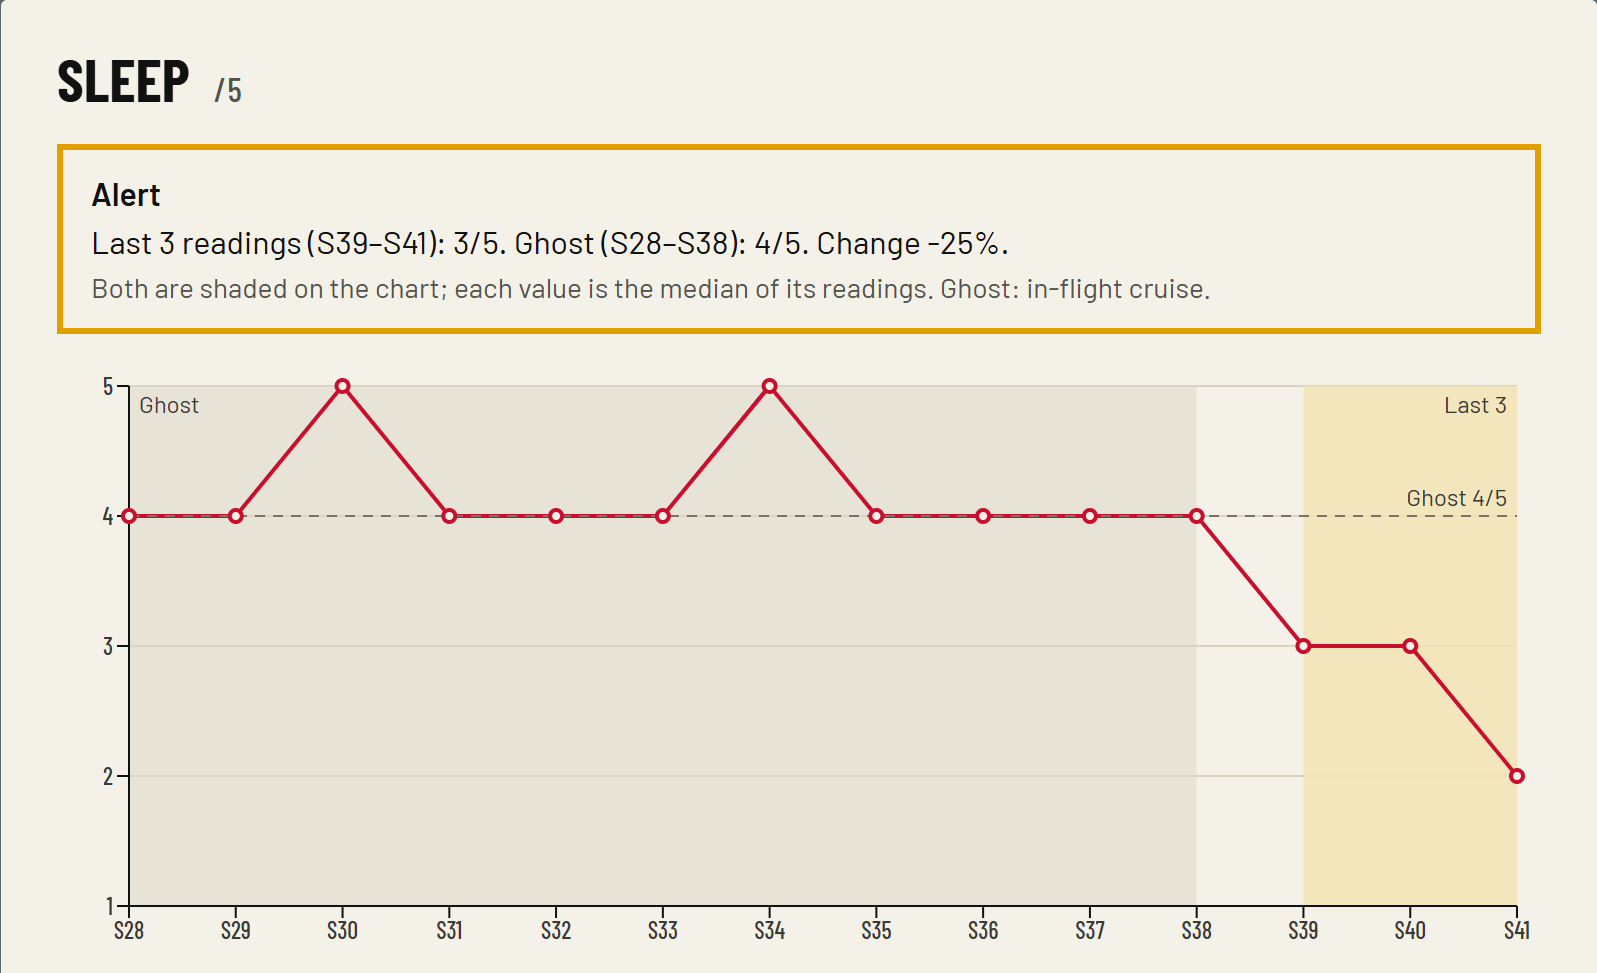 SLEEP /5
Alert
Last 3 readings (S39–S41): 3/5. Ghost (S28–S38): 4/5. Change -25%.
Both are shaded on the chart; each value is the median of its readings. Ghost: in-flight cruise.
5
Ghost
Last 3
Ghost 4/5
4
3
2
1
S28 S29 S30 S31 S32 S33 S34 S35 S36 S37 S38 S39 S40 S41